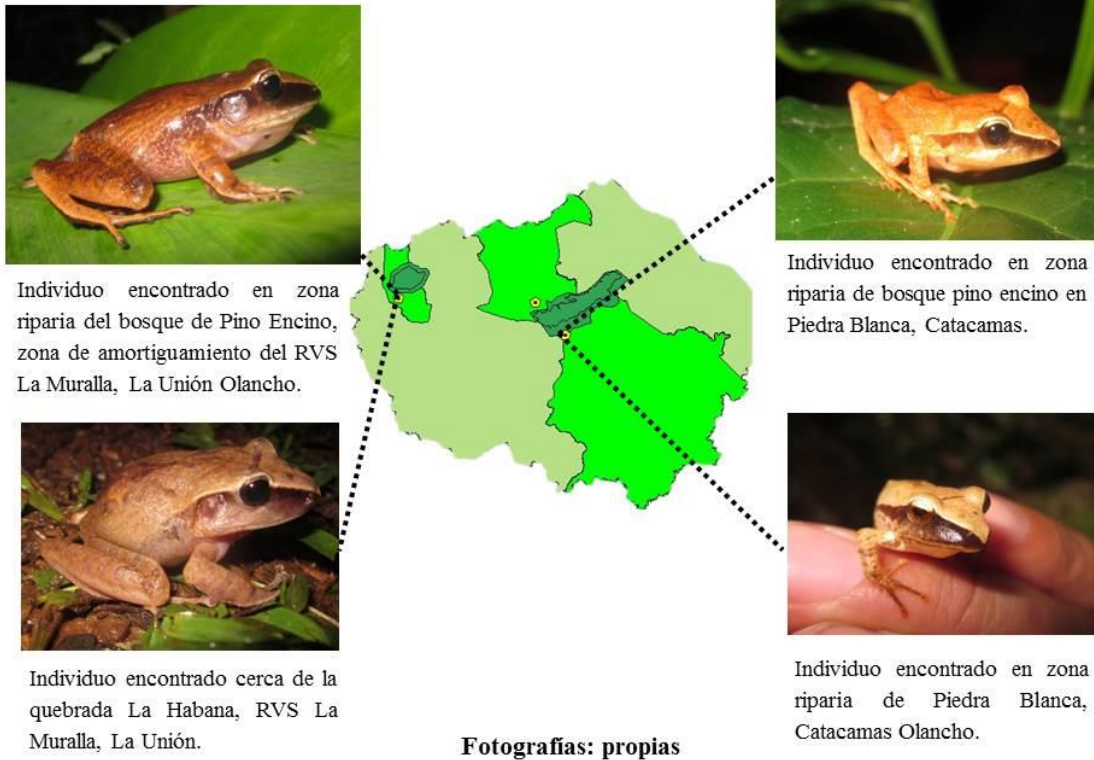 Individuo encontrado en zona
riparia del bosque de Pino Encino,
zona de amortiguamiento del RVS
La Muralla, La Unión Olancho.
Individuo encontrado en zona
riparia de bosque pino encino en
Piedra Blanca, Catacamas.
Individuo encontrado cerca de la
quebrada La Habana, RVS La
Muralla, La Unión.
Individuo encontrado en zona
riparia de Piedra Blanca,
Catacamas Olancho.
Fotografías: propias